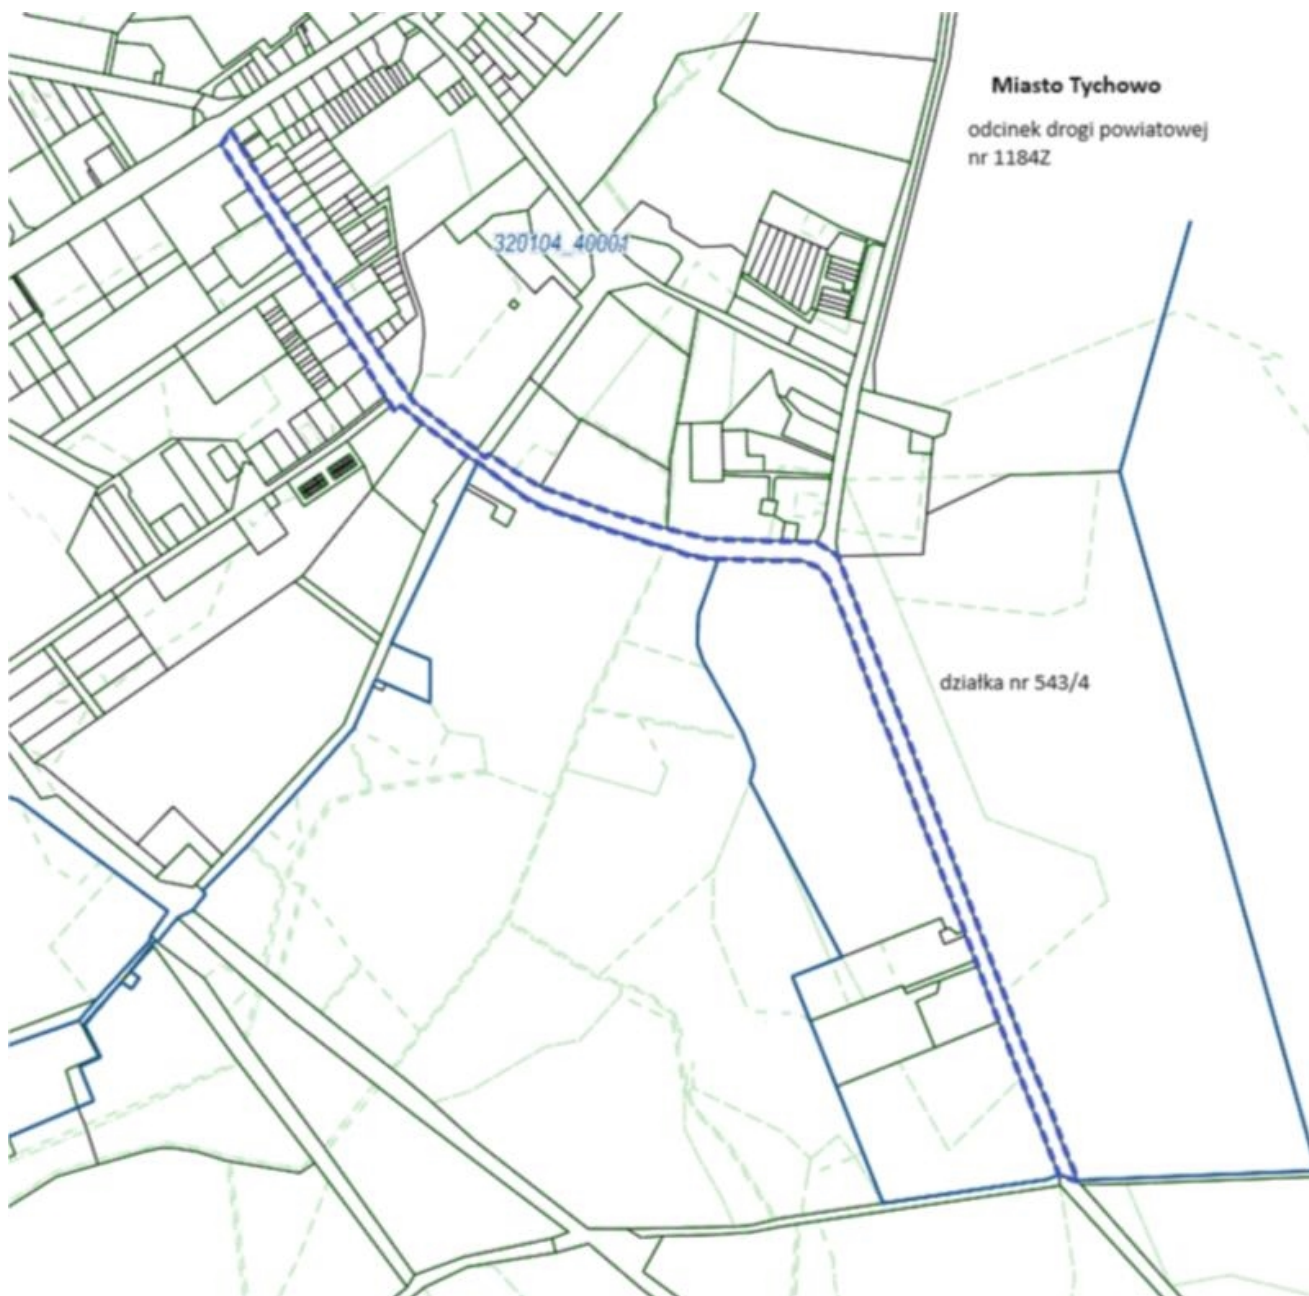 Miasto Tychowo
odcinek drogi powiatowej
nr 1184Z
320104_40001
działka nr 543/4